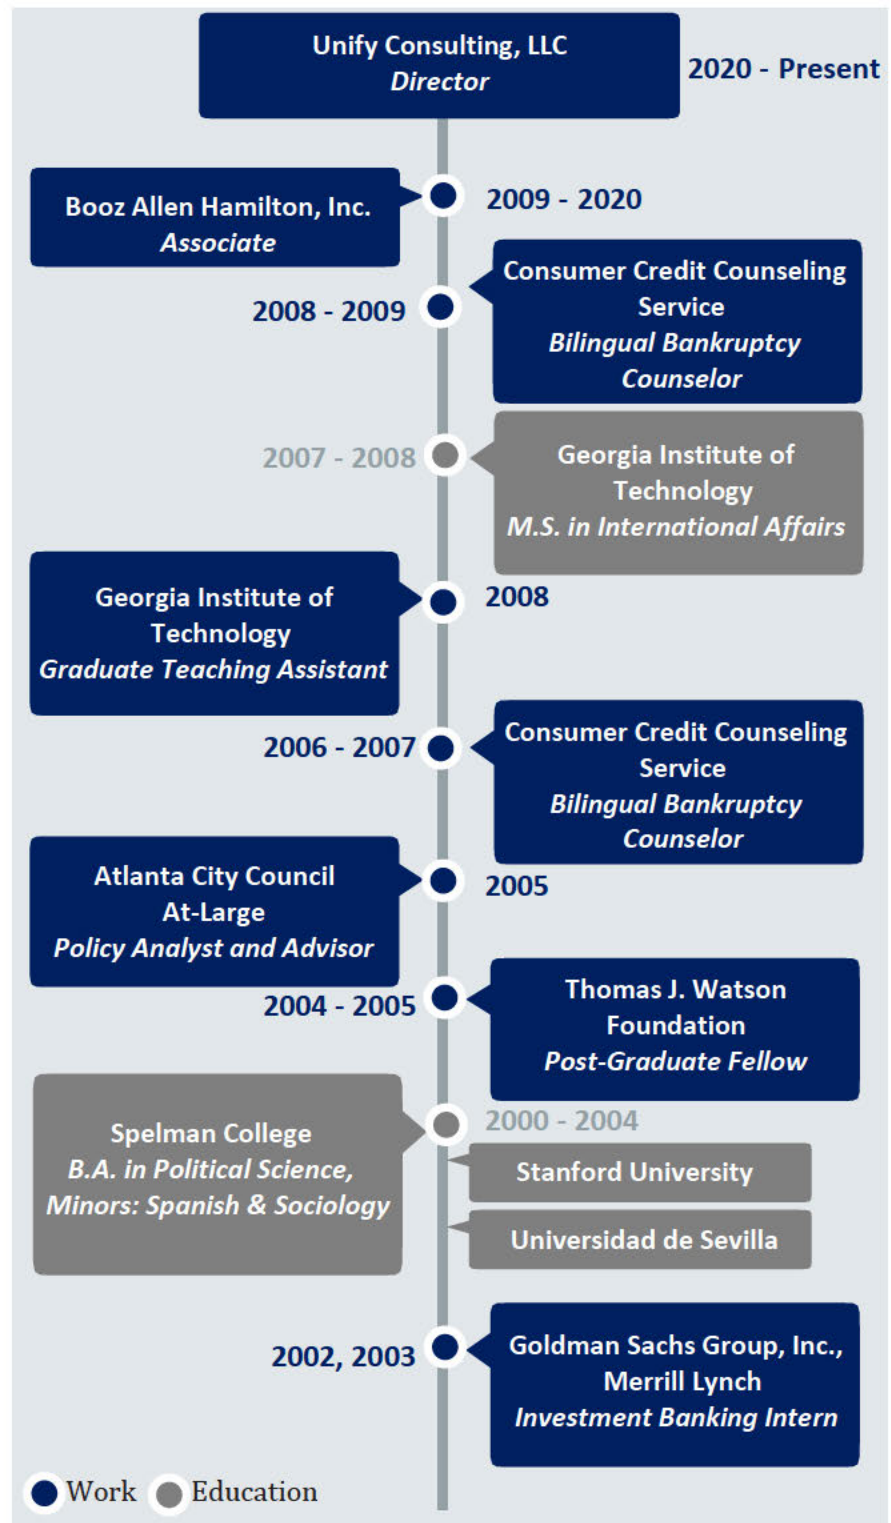 Unify Consulting, LLC
Director
2020 - Present
Booz Allen Hamilton, Inc.
Associate
2009 - 2020
Consumer Credit Counseling
Service
Bilingual Bankruptcy
Counselor
2008 - 2009
2007 - 2008
Georgia Institute of
Technology
M.S. in International Affairs
Georgia Institute of
Technology
Graduate Teaching Assistant
2008
2006 - 2007
Consumer Credit Counseling
Service
Bilingual Bankruptcy
Counselor
Atlanta City Council
At-Large
Policy Analyst and Advisor
2005
2004 - 2005
Thomas J. Watson
Foundation
Post-Graduate Fellow
Spelman College
B.A. in Political Science,
Minors: Spanish & Sociology
2000 - 2004
Stanford University
Universidad de Sevilla
2002, 2003
Goldman Sachs Group, Inc.,
Merrill Lynch
Investment Banking Intern
Work
Education